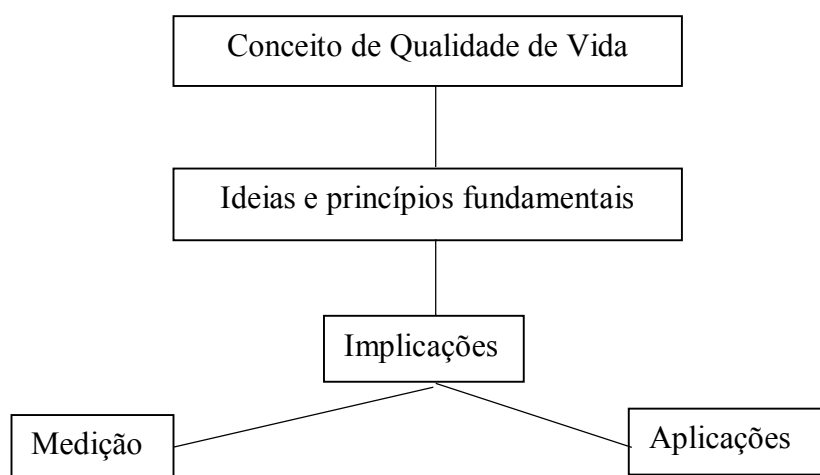 Conceito de Qualidade de Vida
Ideias e princípios fundamentais
Implicações
Medição
Aplicações